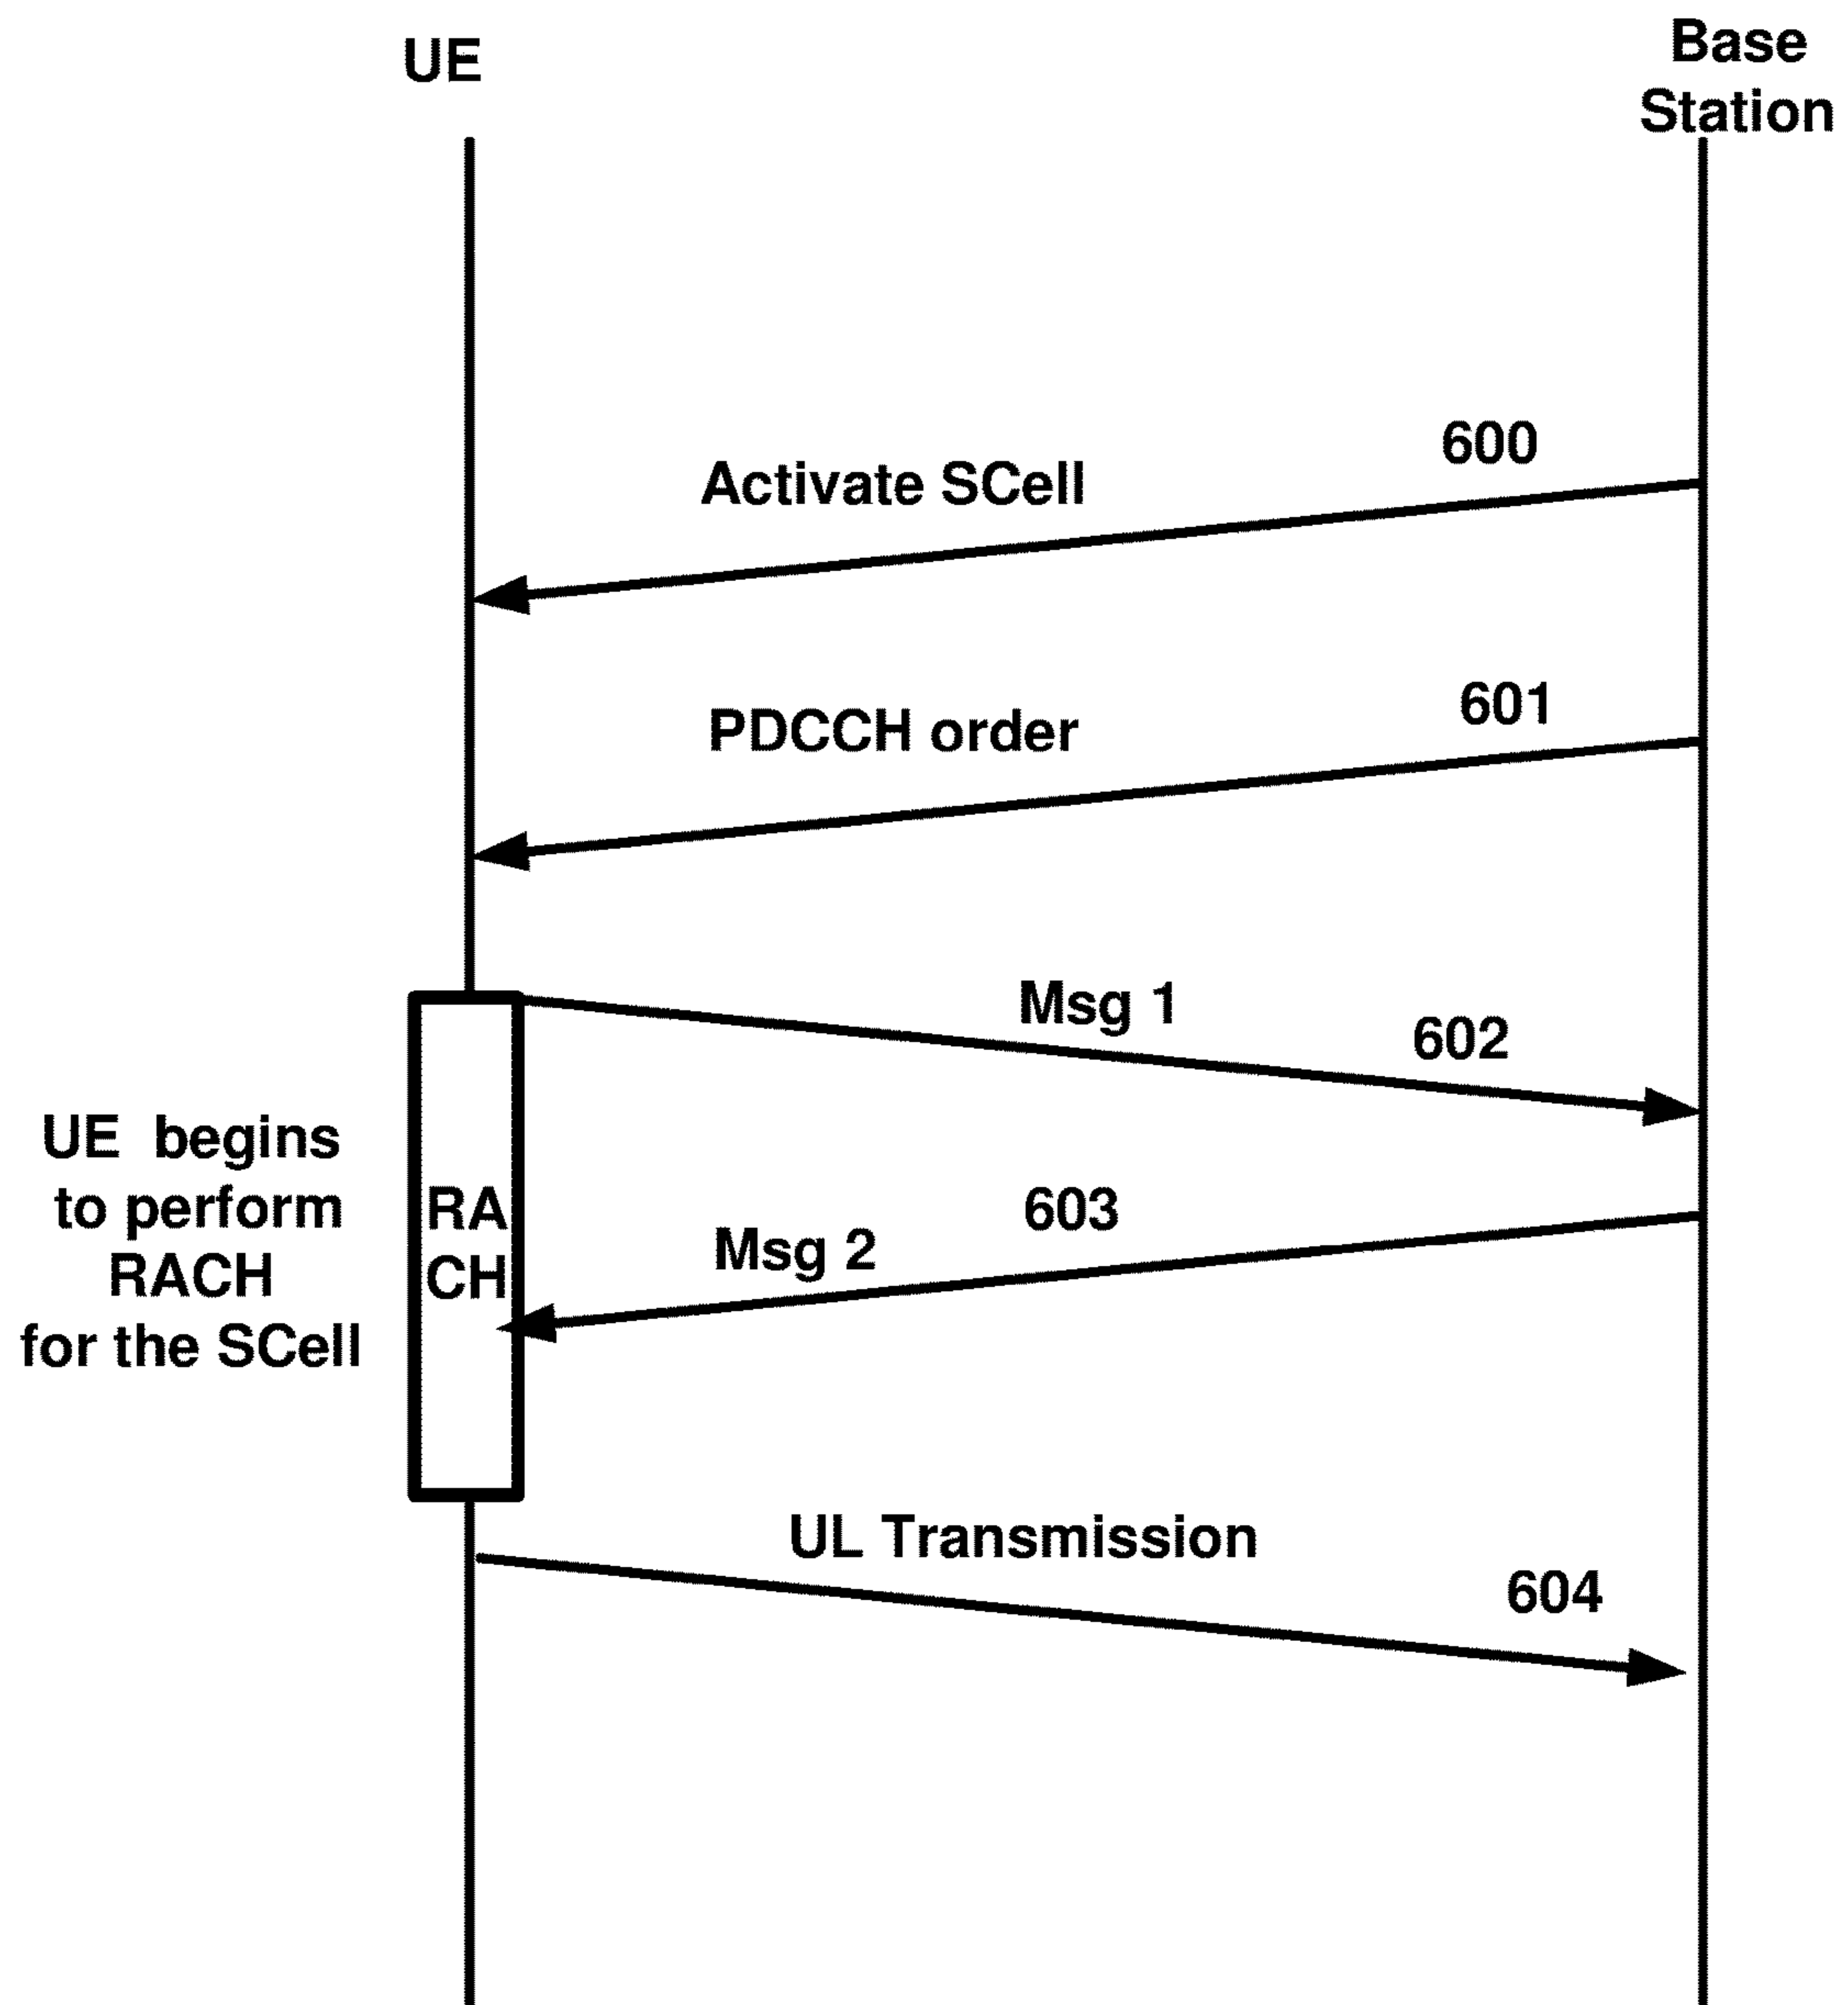 UE
Base
Station
600
Activate SCell
601
PDCCH order
Msg 1
602
UE begins
to perform
RACH
for the SCell
RA
CH
603
Msg 2
UL Transmission
604